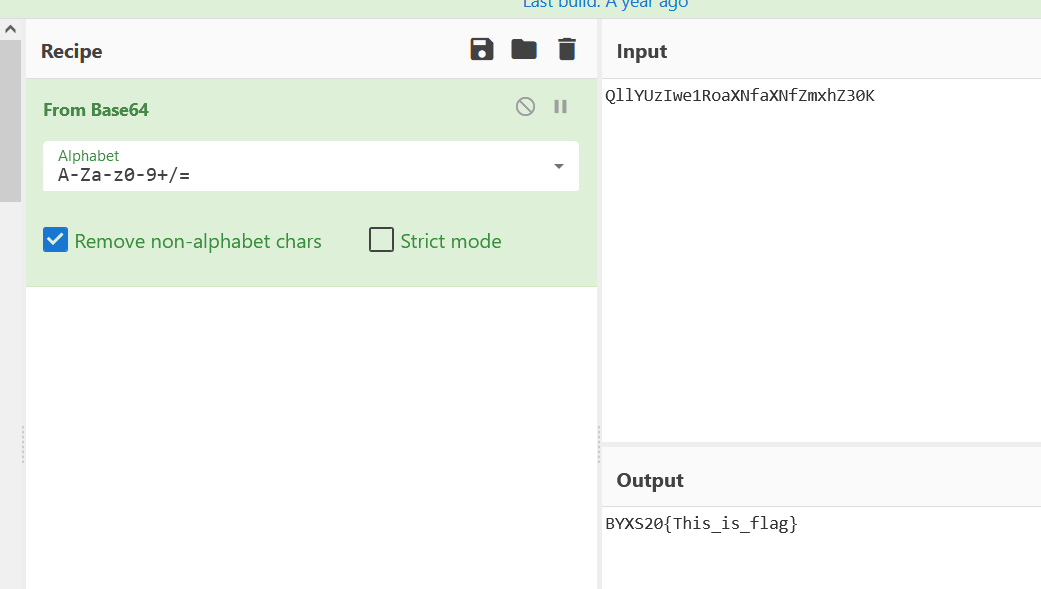 Last build: A year ago
Recipe
From Base64
Alphabet
A-Za-z0-9+/=
Remove non-alphabet chars
Strict mode
Input
QllYUzIwe1RoaXNfaXNfZmxhZ30K
Output
BYXS20{This_is_flag}